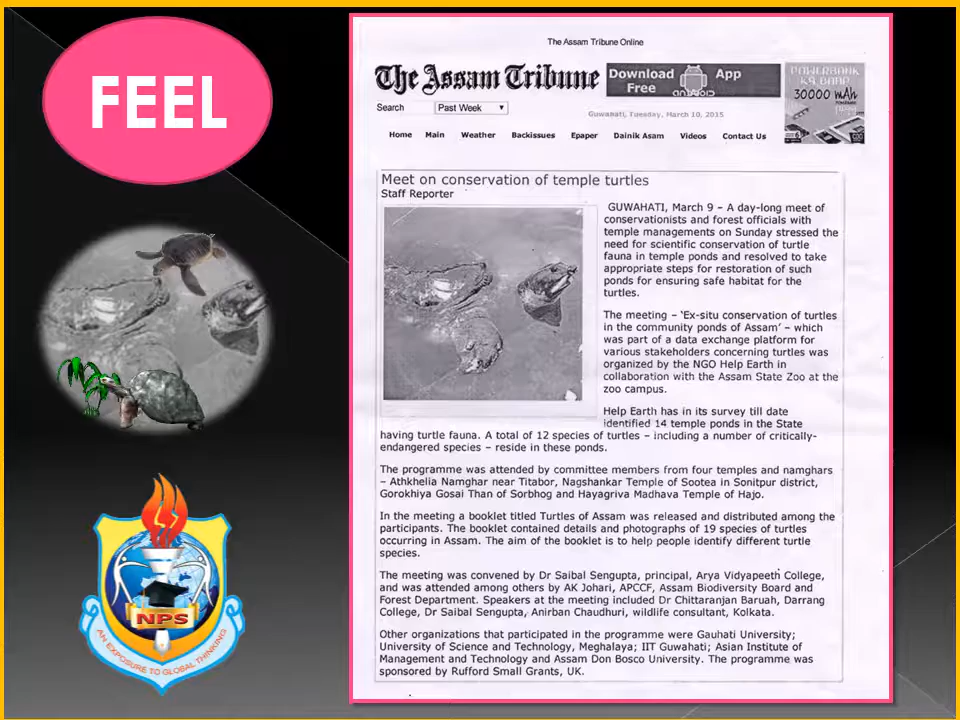 FEEL
The Assam Tribune Online
The Assam Tribune
Download App
Free
ANDROID
POWERBANK
30000 mAh
Search
Past Week
Guwahati, Tuesday, March 10, 2015
Home Main Weather Backissues Epaper Dainik Asam Videos Contact Us
Meet on conservation of temple turtles
Staff Reporter
GUWAHATI, March 9 – A day-long meet of
conservationists and forest officials with
temple managements on Sunday stressed the
need for scientific conservation of turtle
fauna in temple ponds and resolved to take
appropriate steps for restoration of such
ponds for ensuring safe habitat for the
turtles.
The meeting – ‘Ex-situ conservation of turtles
in the community ponds of Assam’ – which
was part of a data exchange platform for
various stakeholders concerning turtles was
organized by the NGO Help Earth in
collaboration with the Assam State Zoo at the
zoo campus.
Help Earth has in its survey till date
identified 14 temple ponds in the State
having turtle fauna. A total of 12 species of turtles – including a number of critically-
endangered species – reside in these ponds.
The programme was attended by committee members from four temples and namghars
– Athkhelia Namghar near Titabor, Nagshankar Temple of Sootea in Sonitpur district,
Gorokhiya Gosai Than of Sorbhog and Hayagriva Madhava Temple of Hajo.
In the meeting a booklet titled Turtles of Assam was released and distributed among the
participants. The booklet contained details and photographs of 19 species of turtles
occurring in Assam. The aim of the booklet is to help people identify different turtle
species.
The meeting was convened by Dr Saibal Sengupta, principal, Arya Vidyapeeth College,
and was attended among others by AK Johari, APCCF, Assam Biodiversity Board and
Forest Department. Speakers at the meeting included Dr Chittaranjan Baruah, Darrang
College, Dr Saibal Sengupta, Anirban Chaudhuri, wildlife consultant, Kolkata.
Other organizations that participated in the programme were Gauhati University;
University of Science and Technology, Meghalaya; IIT Guwahati; Asian Institute of
Management and Technology and Assam Don Bosco University. The programme was
sponsored by Rufford Small Grants, UK.
NPS
AN EXPOSURE TO GLOBAL THINKING